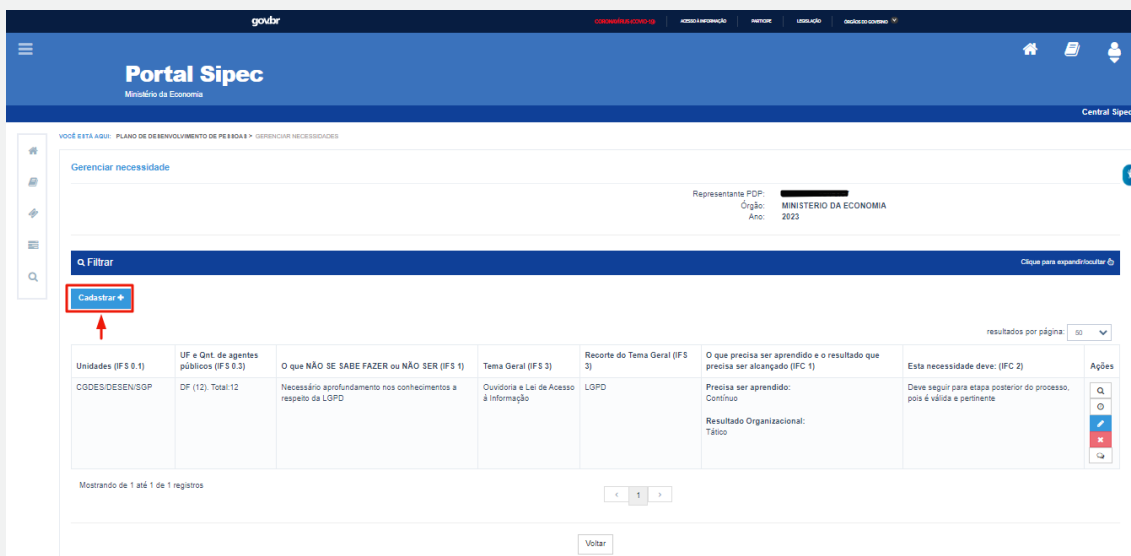 gov.br
CORONAVÍRUS (COVID-19)
ACESSO À INFORMAÇÃO
PARTICIPE
LEGISLAÇÃO
ÓRGÃOS DO GOVERNO
Portal Sipec
Ministério da Economia
Central Sipec
VOCÊ ESTÁ AQUI: PLANO DE DESENVOLVIMENTO DE PESSOAS > GERENCIAR NECESSIDADES
Gerenciar necessidade
Representante PDP:
Órgão: MINISTERIO DA ECONOMIA
Ano: 2023
Filtrar
Clique para expandir/ocultar
Cadastrar +
resultados por página: 50
Unidades (IFS 0.1)
UF e Qnt. de agentes
públicos (IFS 0.3)
O que NÃO SE SABE FAZER ou NÃO SER (IFS 1)
Tema Geral (IFS 3)
Recorte do Tema Geral (IFS
3)
O que precisa ser aprendido e o resultado que
precisa ser alcançado (IFC 1)
Esta necessidade deve: (IFC 2)
Ações
CGDES/DESEN/SGP
DF (12). Total:12
Necessário aprofundamento nos conhecimentos a
respeito da LGPD
Ouvidoria e Lei de Acesso
á Informação
LGPD
Precisa ser aprendido:
Contínuo
Resultado Organizacional:
Tático
Deve seguir para etapa posterior do processo,
pois é válida e pertinente
Mostrando de 1 até 1 de 1 registros
< 1 >
Voltar